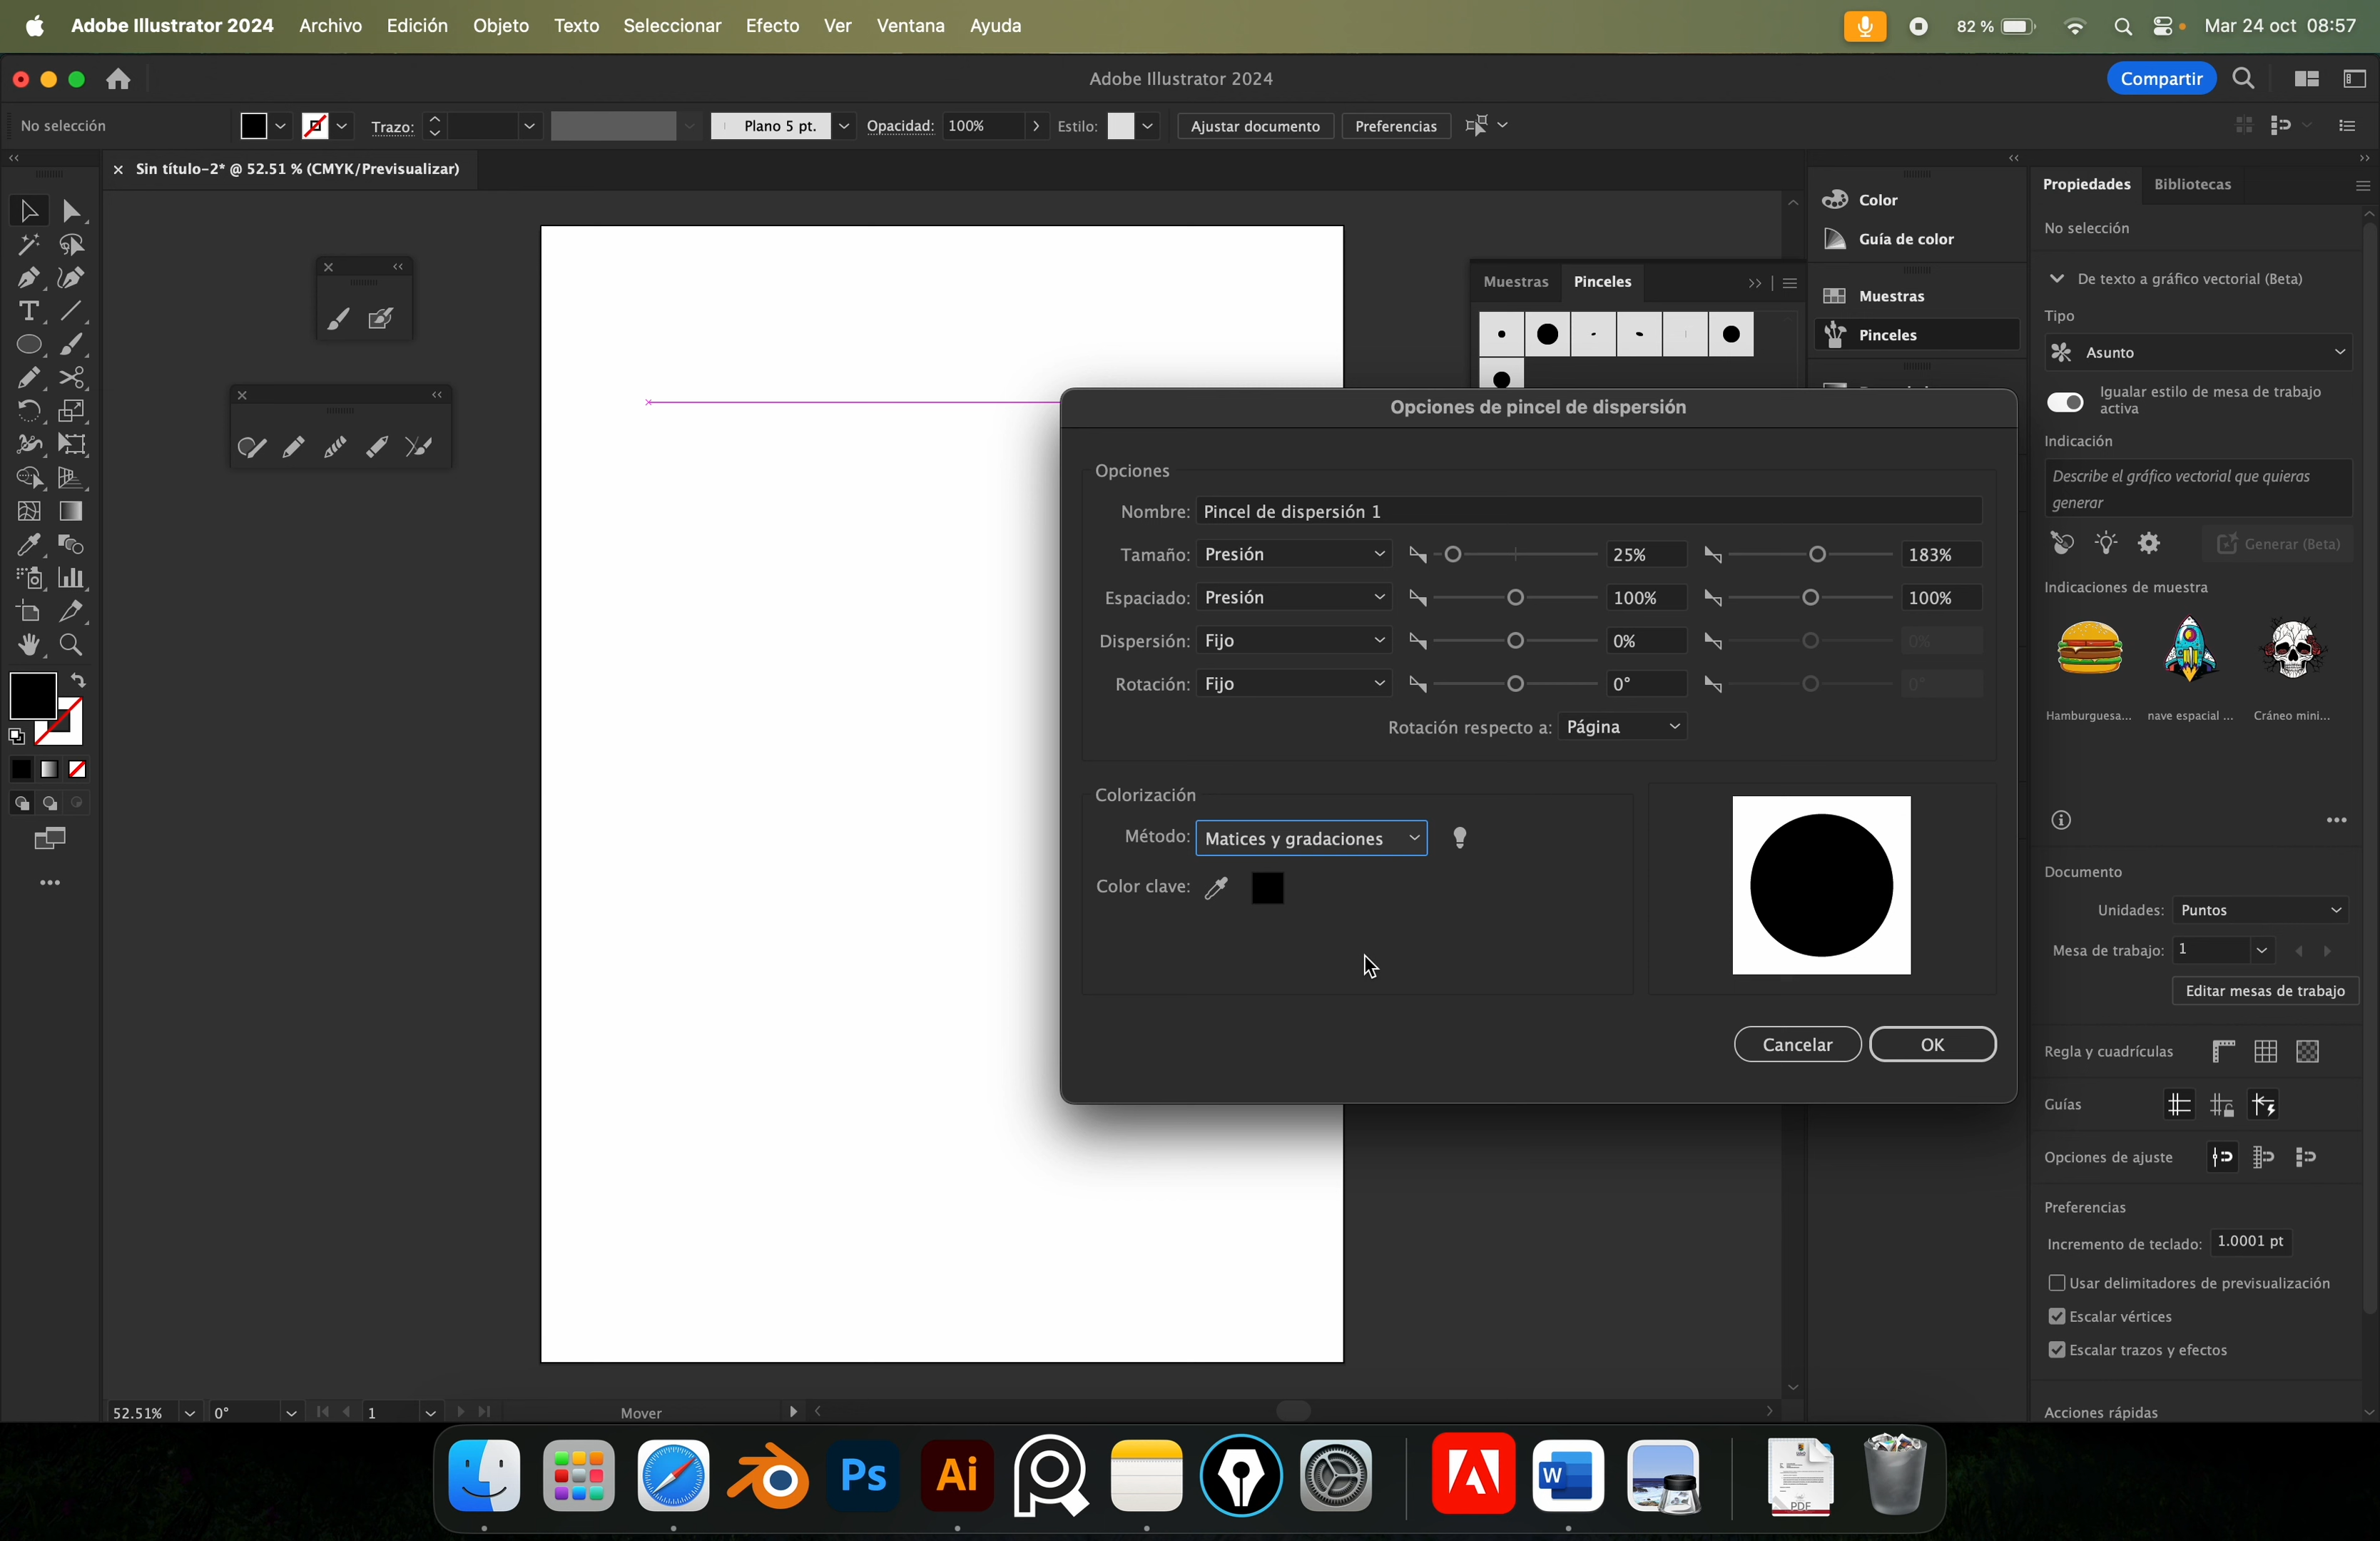 Adobe Illustrator 2024 Archivo Edición Objeto Texto Seleccionar Efecto Ver Ventana Ayuda 82 % Mar 24 oct 08:57
Adobe Illustrator 2024 Compartir
No selección Trazo: Plano 5 pt. Opacidad: 100% Estilo: Ajustar documento Preferencias
× Sin título-2* @ 52.51 % (CMYK/Previsualizar)
Muestras Pinceles
Color
Guía de color
Muestras
Pinceles
Opciones de pincel de dispersión
Opciones
Nombre: Pincel de dispersión 1
Tamaño: Presión 25% 183%
Espaciado: Presión 100% 100%
Dispersión: Fijo 0% 0%
Rotación: Fijo 0° 0°
Rotación respecto a: Página
Colorización
Método: Matices y gradaciones
Color clave:
Cancelar OK
Propiedades Bibliotecas
No selección
De texto a gráfico vectorial (Beta)
Tipo
Asunto
Igualar estilo de mesa de trabajo
activa
Indicación
Describe el gráfico vectorial que quieras
generar
Generar (Beta)
Indicaciones de muestra
Hamburguesa... nave espacial ... Cráneo mini...
Documento
Unidades: Puntos
Mesa de trabajo: 1
Editar mesas de trabajo
Regla y cuadrículas
Guías
Opciones de ajuste
Preferencias
Incremento de teclado: 1.0001 pt
Usar delimitadores de previsualización
Escalar vértices
Escalar trazos y efectos
Acciones rápidas
52.51% 0° 1 Mover
Ps Ai W PDF